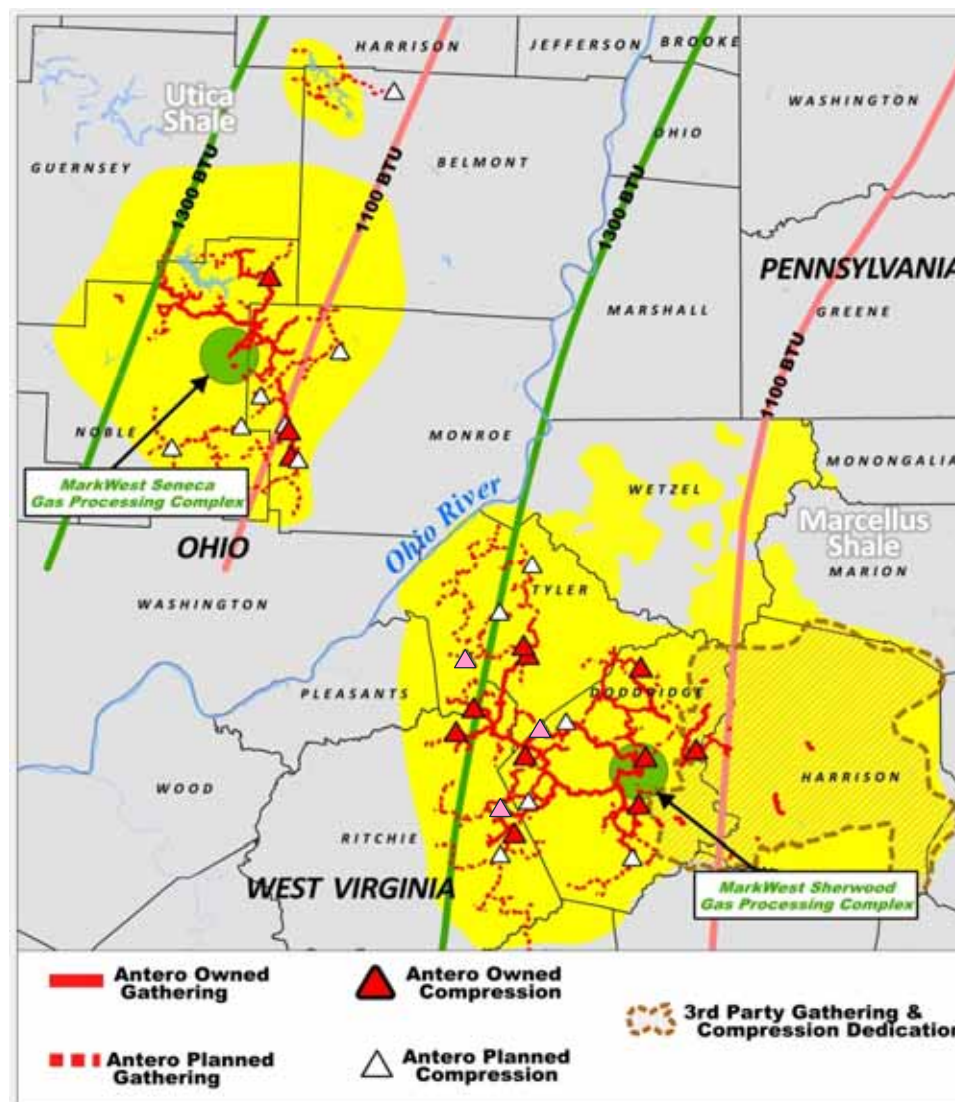 HARRISON
JEFFERSON
BROOKE
Utica
Shale
WASHINGTON
OHIO
GUERNSEY
1300 BTU
1100 BTU
BELMONT
1300 BTU
PENNSYLVANIA
MARSHALL
GREENE
1100 BTU
NOBLE
MONROE
MarkWest Seneca
Gas Processing Complex
WETZEL
MONONGALIA
Ohio River
Marcellus
Shale
OHIO
MARION
TYLER
WASHINGTON
PLEASANTS
DODDRIDGE
WOOD
HARRISON
RITCHIE
WEST VIRGINIA
MarkWest Sherwood
Gas Processing Complex
Antero Owned
Gathering
Antero Owned
Compression
3rd Party Gathering &
Compression Dedication
Antero Planned
Gathering
Antero Planned
Compression